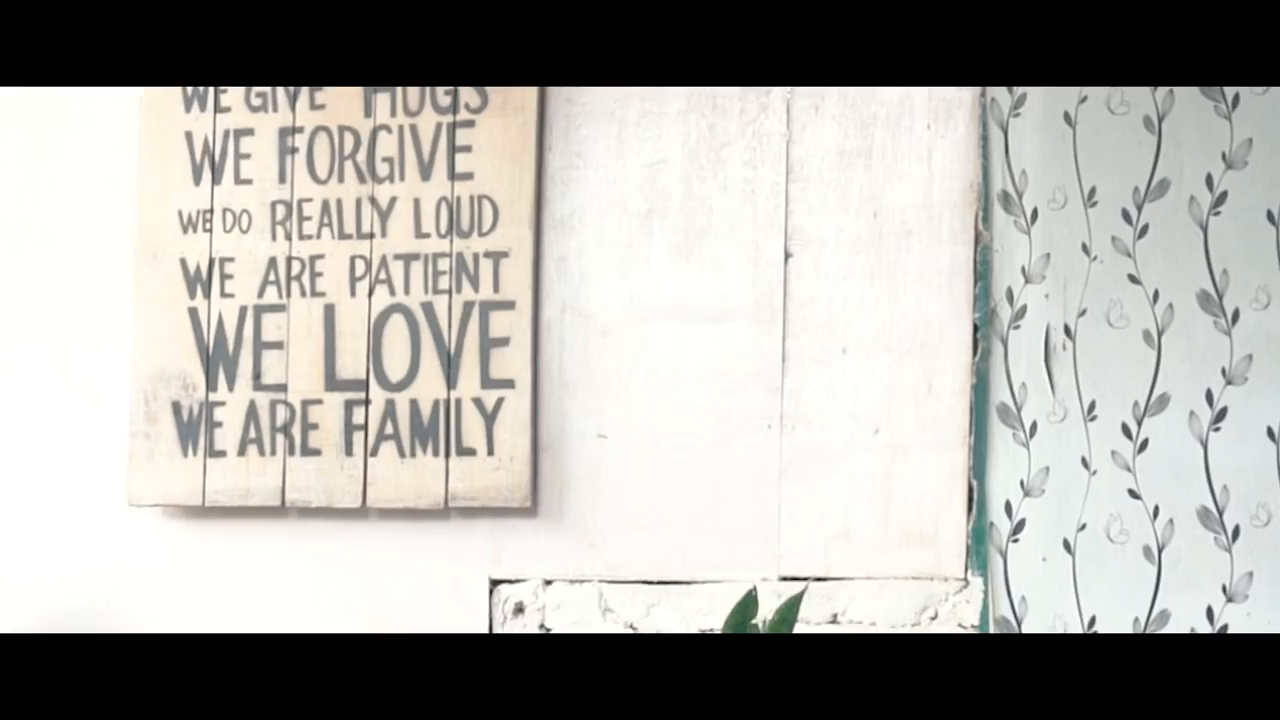 WE GIVE HUGS
WE FORGIVE
WE DO REALLY LOUD
WE ARE PATIENT
WE LOVE
WE ARE FAMILY